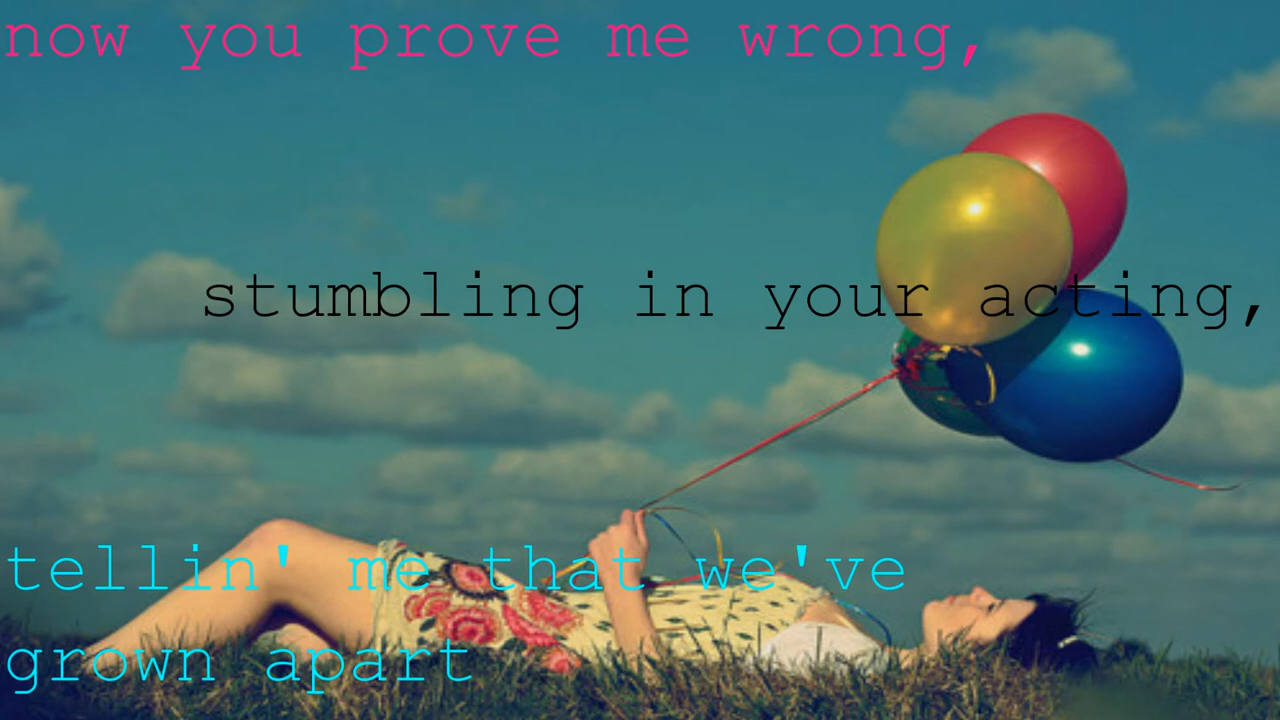 now you prove me wrong,
stumbling in your acting,
tellin' me that we've
grown apart